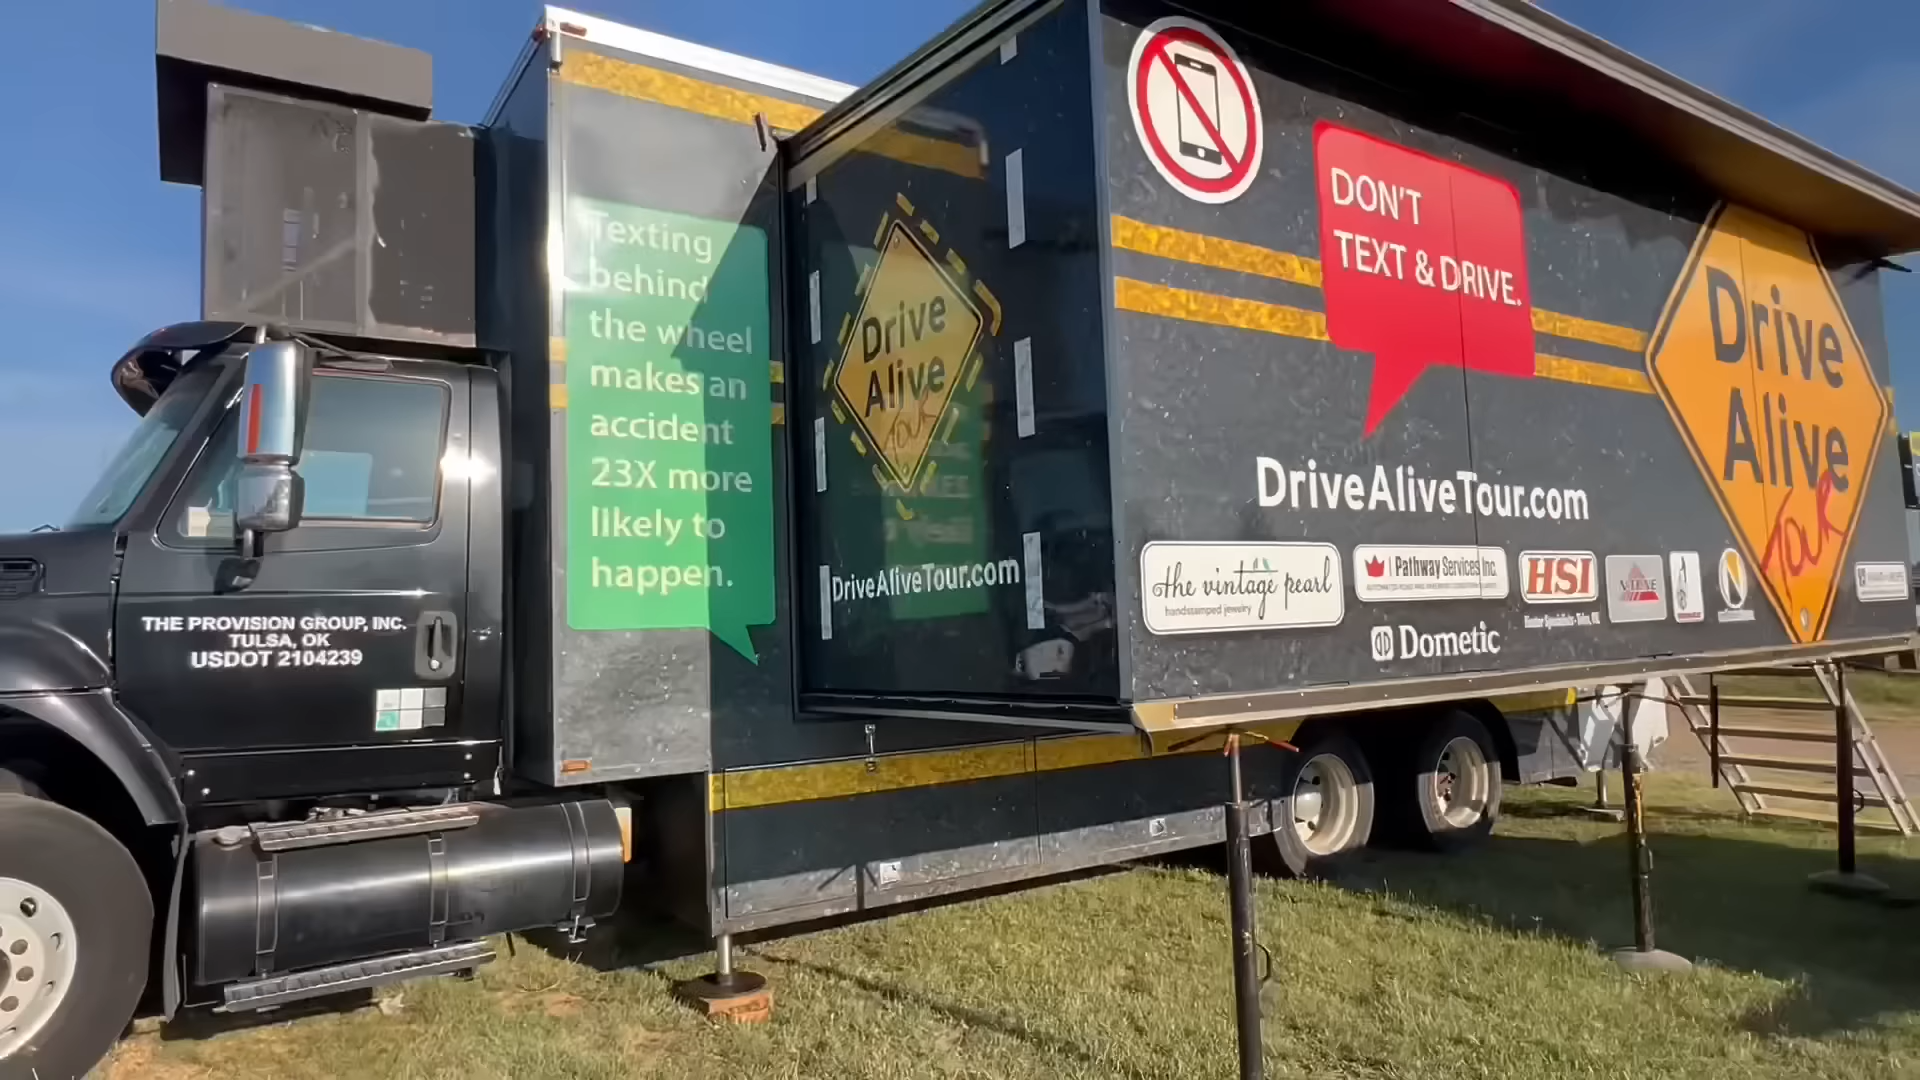 THE PROVISION GROUP, INC.
TULSA, OK
USDOT 2104239
Texting
behind
the wheel
makes an
accident
23X more
likely to
happen.
Drive
Alive
TOUR
DriveAliveTour.com
DON'T
TEXT & DRIVE.
DriveAliveTour.com
the vintage pearl
handstamped jewelry
Pathway Services Inc.
HSI
Dometic
Drive
Alive
TOUR